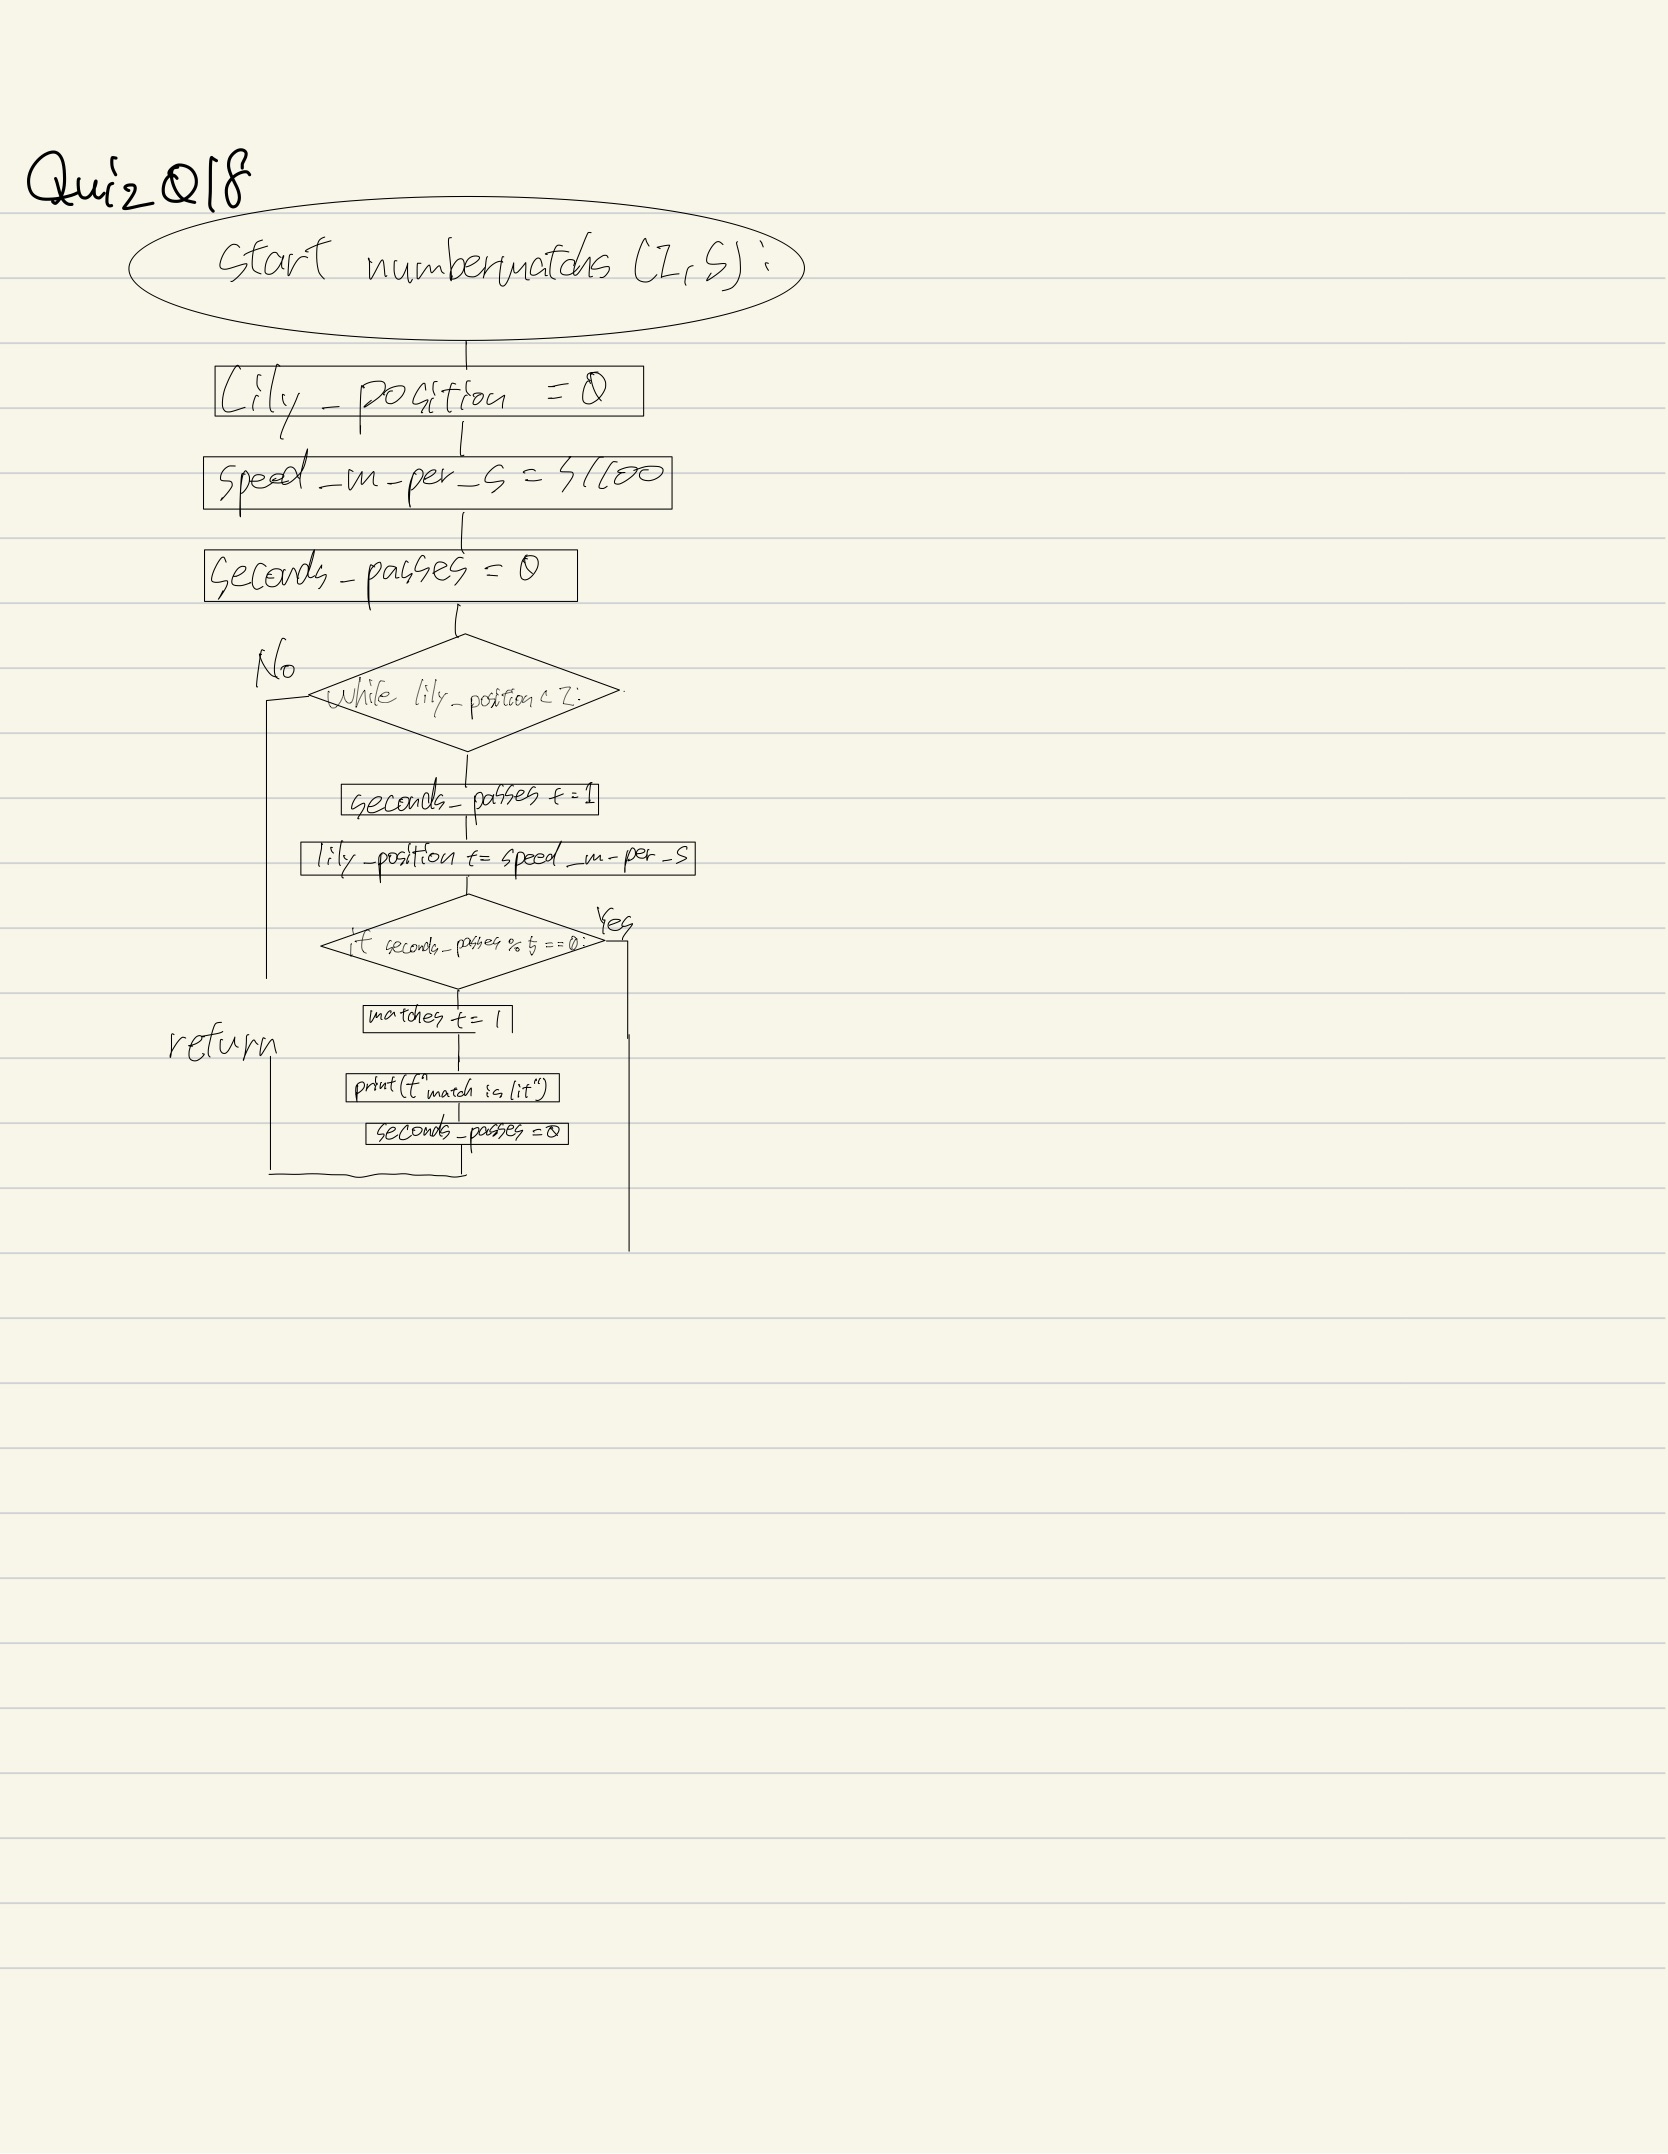 Quiz Q18
start numbermatchs (Z, S):
Lily_position = 0
speed_m_per_s = S/100
seconds_passes = 0
No
while lily_position < Z:
seconds_passes += 1
lily_position += speed_m_per_s
Yes
if seconds_passes % 5 == 0:
matches += 1
return
print(f"match is lit")
seconds_passes = 0